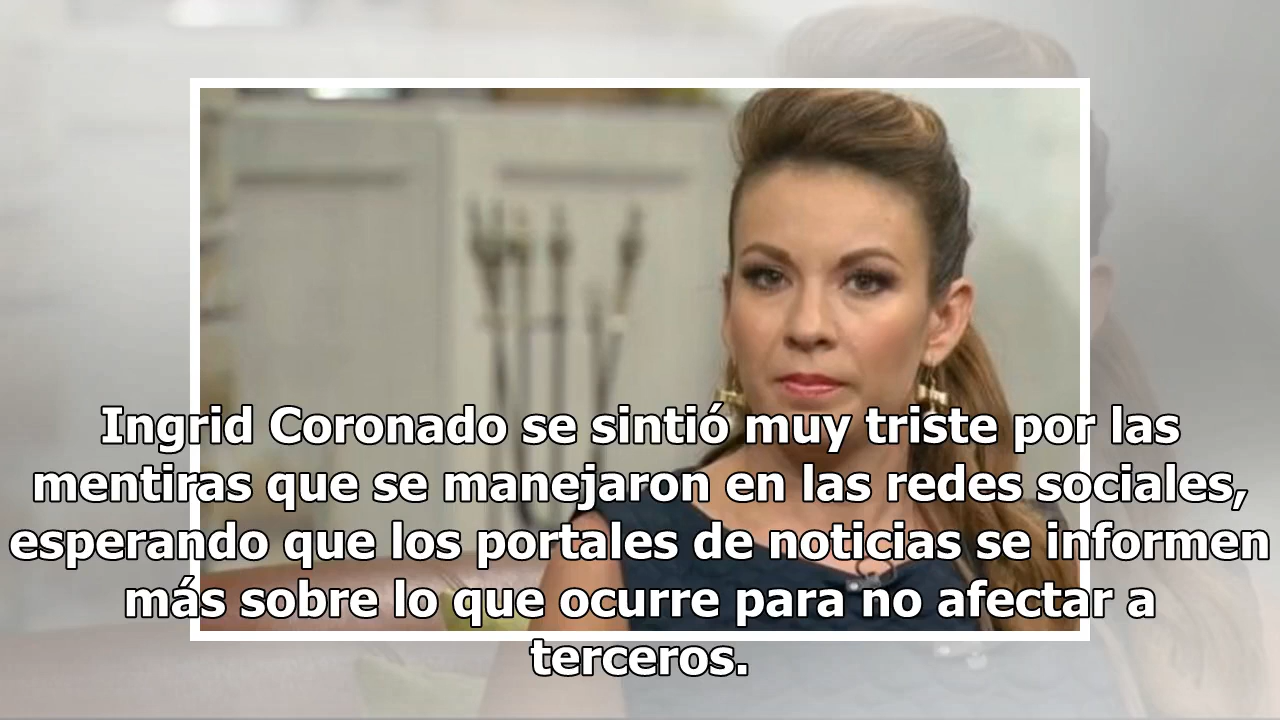 Ingrid Coronado se sintió muy triste por las
mentiras que se manejaron en las redes sociales,
esperando que los portales de noticias se informen
más sobre lo que ocurre para no afectar a
terceros.